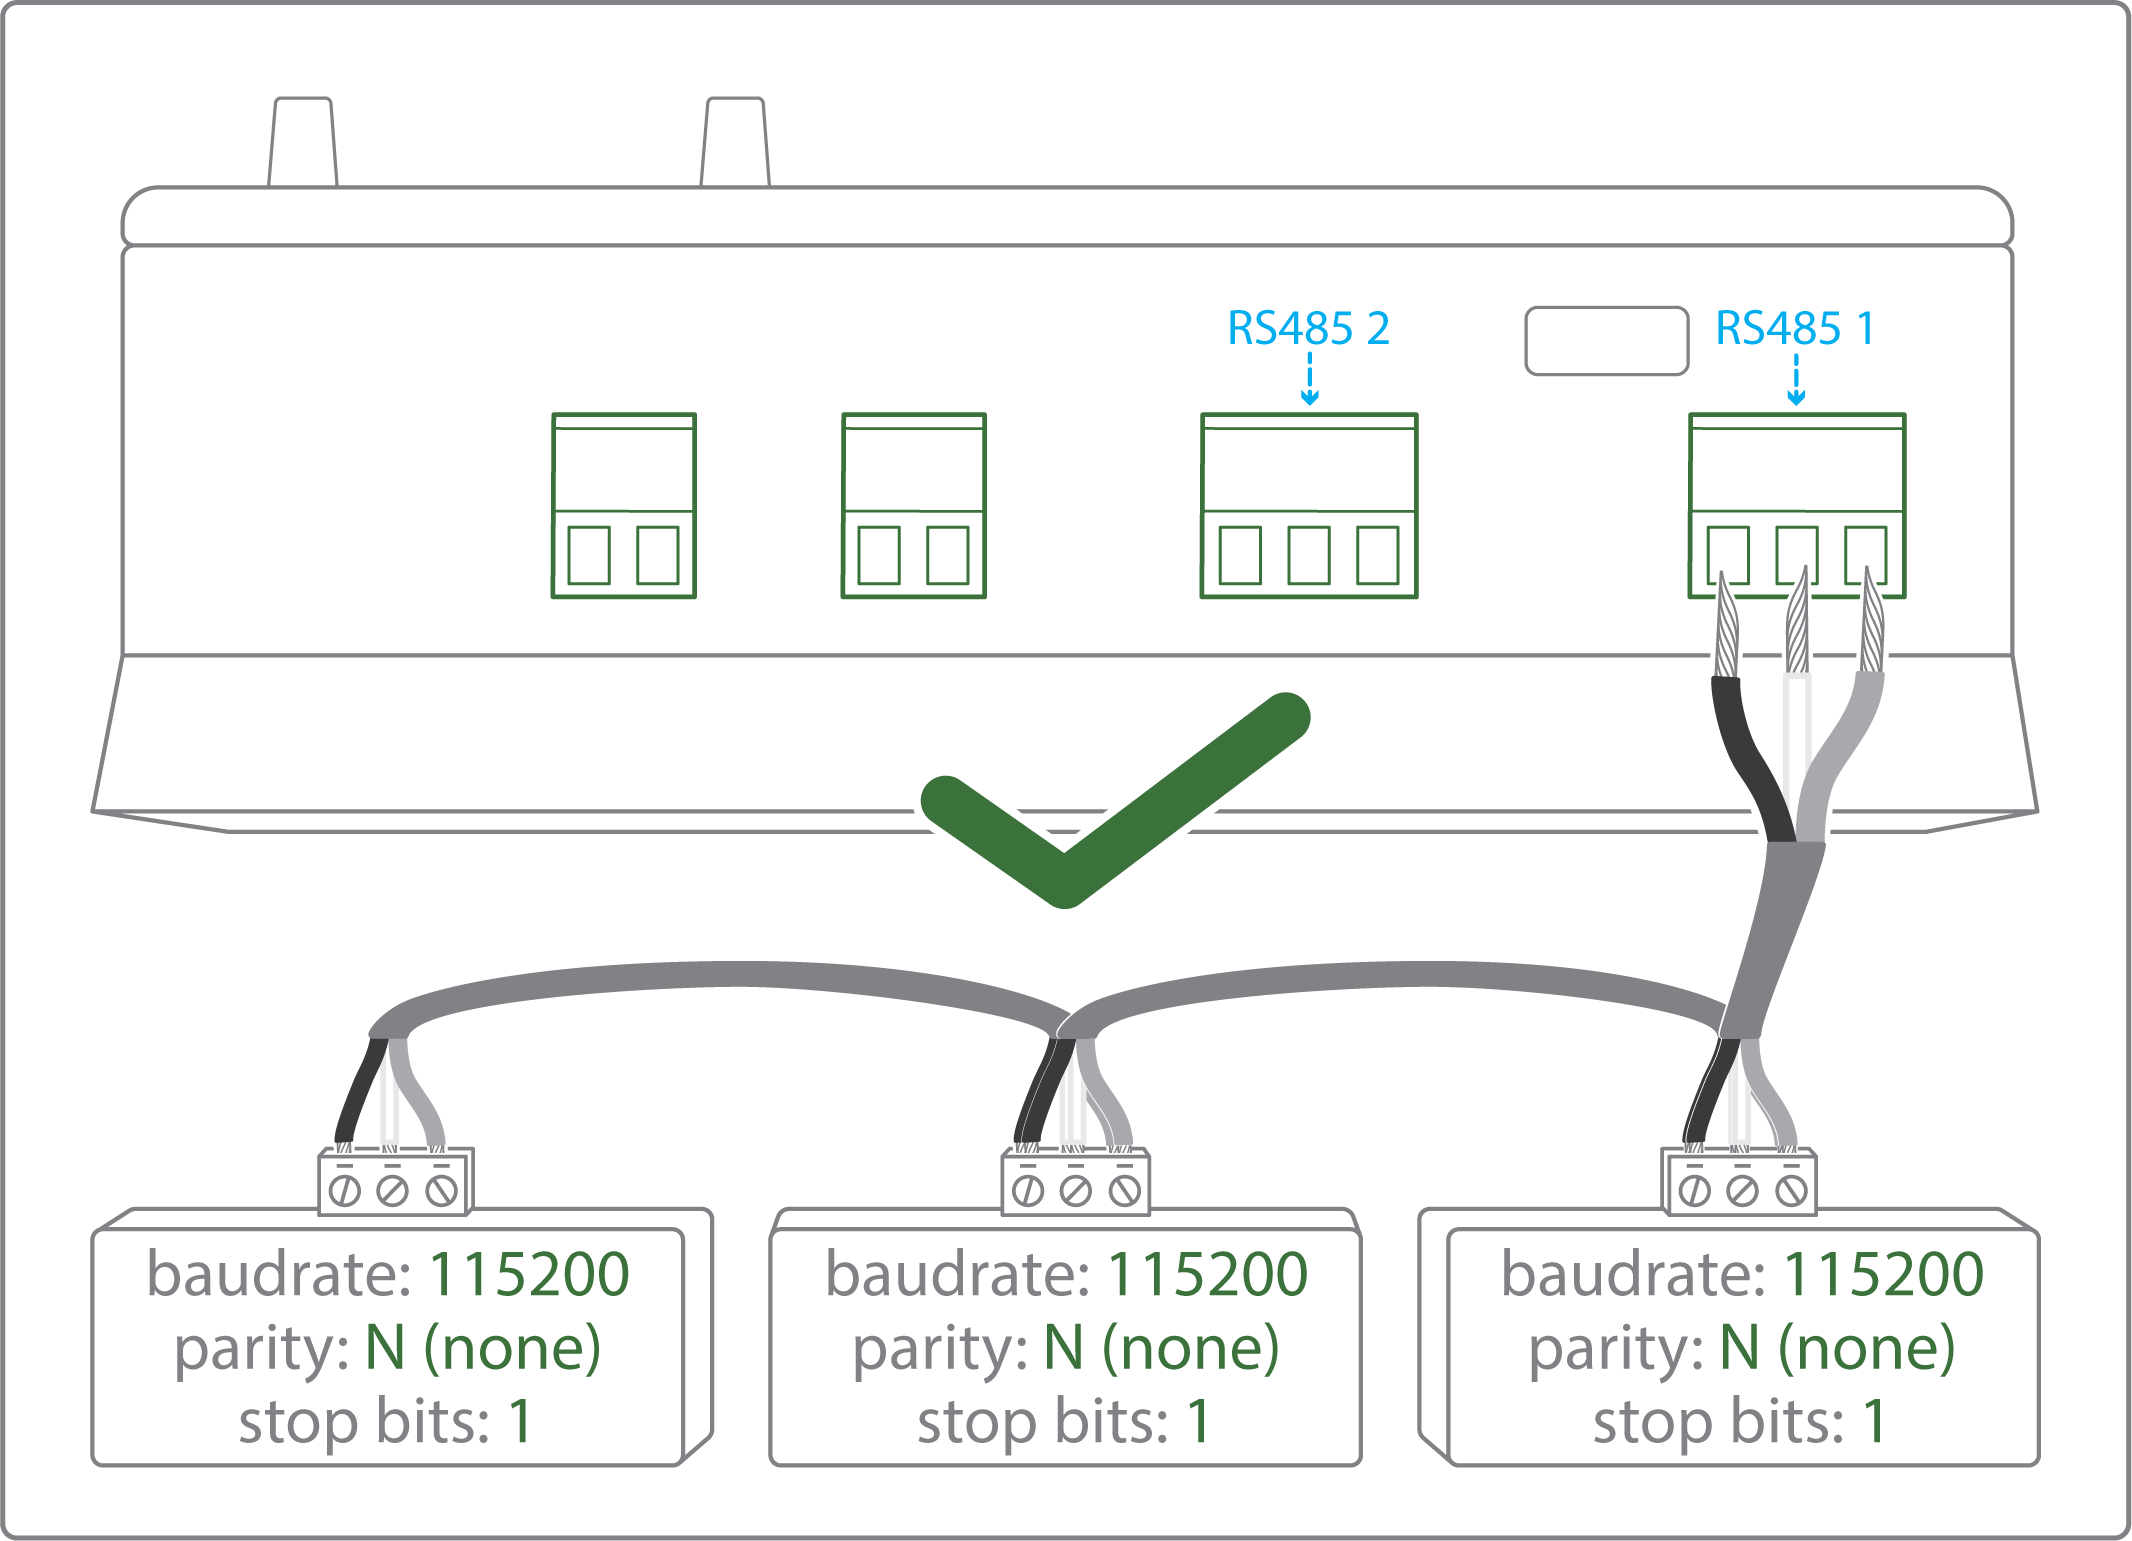 RS485 2
RS485 1
baudrate: 115200
parity: N (none)
stop bits: 1
baudrate: 115200
parity: N (none)
stop bits: 1
baudrate: 115200
parity: N (none)
stop bits: 1